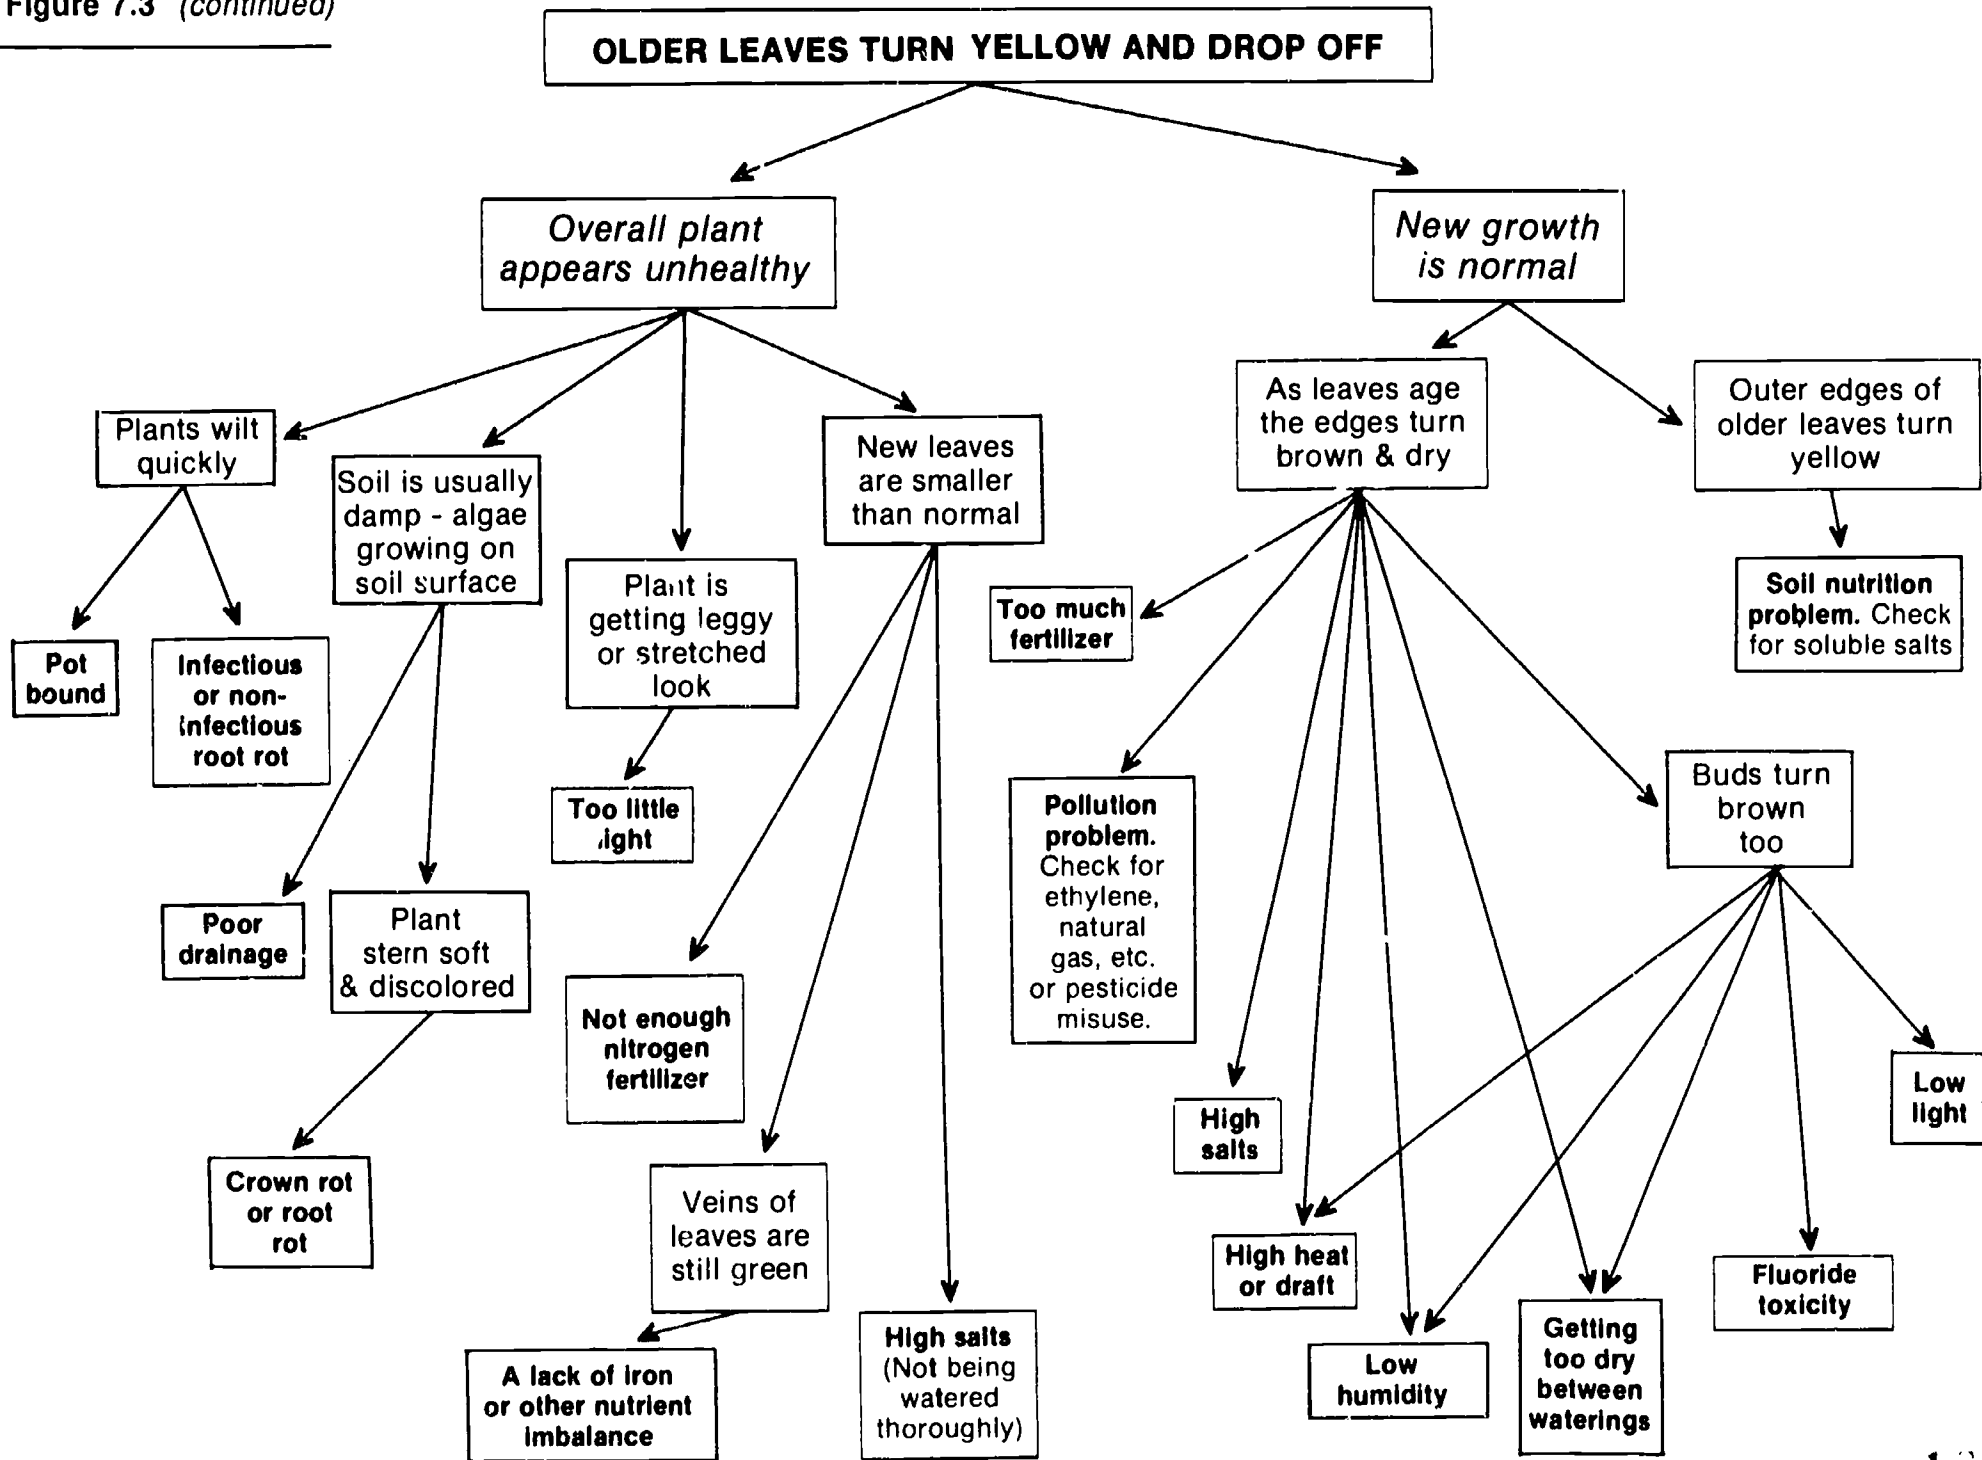 Figure 7.3 (continued)
OLDER LEAVES TURN YELLOW AND DROP OFF
Overall plant
appears unhealthy
New growth
is normal
Plants wilt
quickly
Soil is usually
damp - algae
growing on
soil surface
Plant is
getting leggy
or stretched
look
New leaves
are smaller
than normal
As leaves age
the edges turn
brown & dry
Outer edges of
older leaves turn
yellow
Pot
bound
Infectious
or non-
infectious
root rot
Too little
light
Too much
fertilizer
Soil nutrition
problem. Check
for soluble salts
Poor
drainage
Plant
stem soft
& discolored
Not enough
nitrogen
fertilizer
Pollution
problem.
Check for
ethylene,
natural
gas, etc.
or pesticide
misuse.
Buds turn
brown
too
Crown rot
or root
rot
Veins of
leaves are
still green
High
salts
Low
light
A lack of iron
or other nutrient
imbalance
High salts
(Not being
watered
thoroughly)
High heat
or draft
Low
humidity
Getting
too dry
between
waterings
Fluoride
toxicity